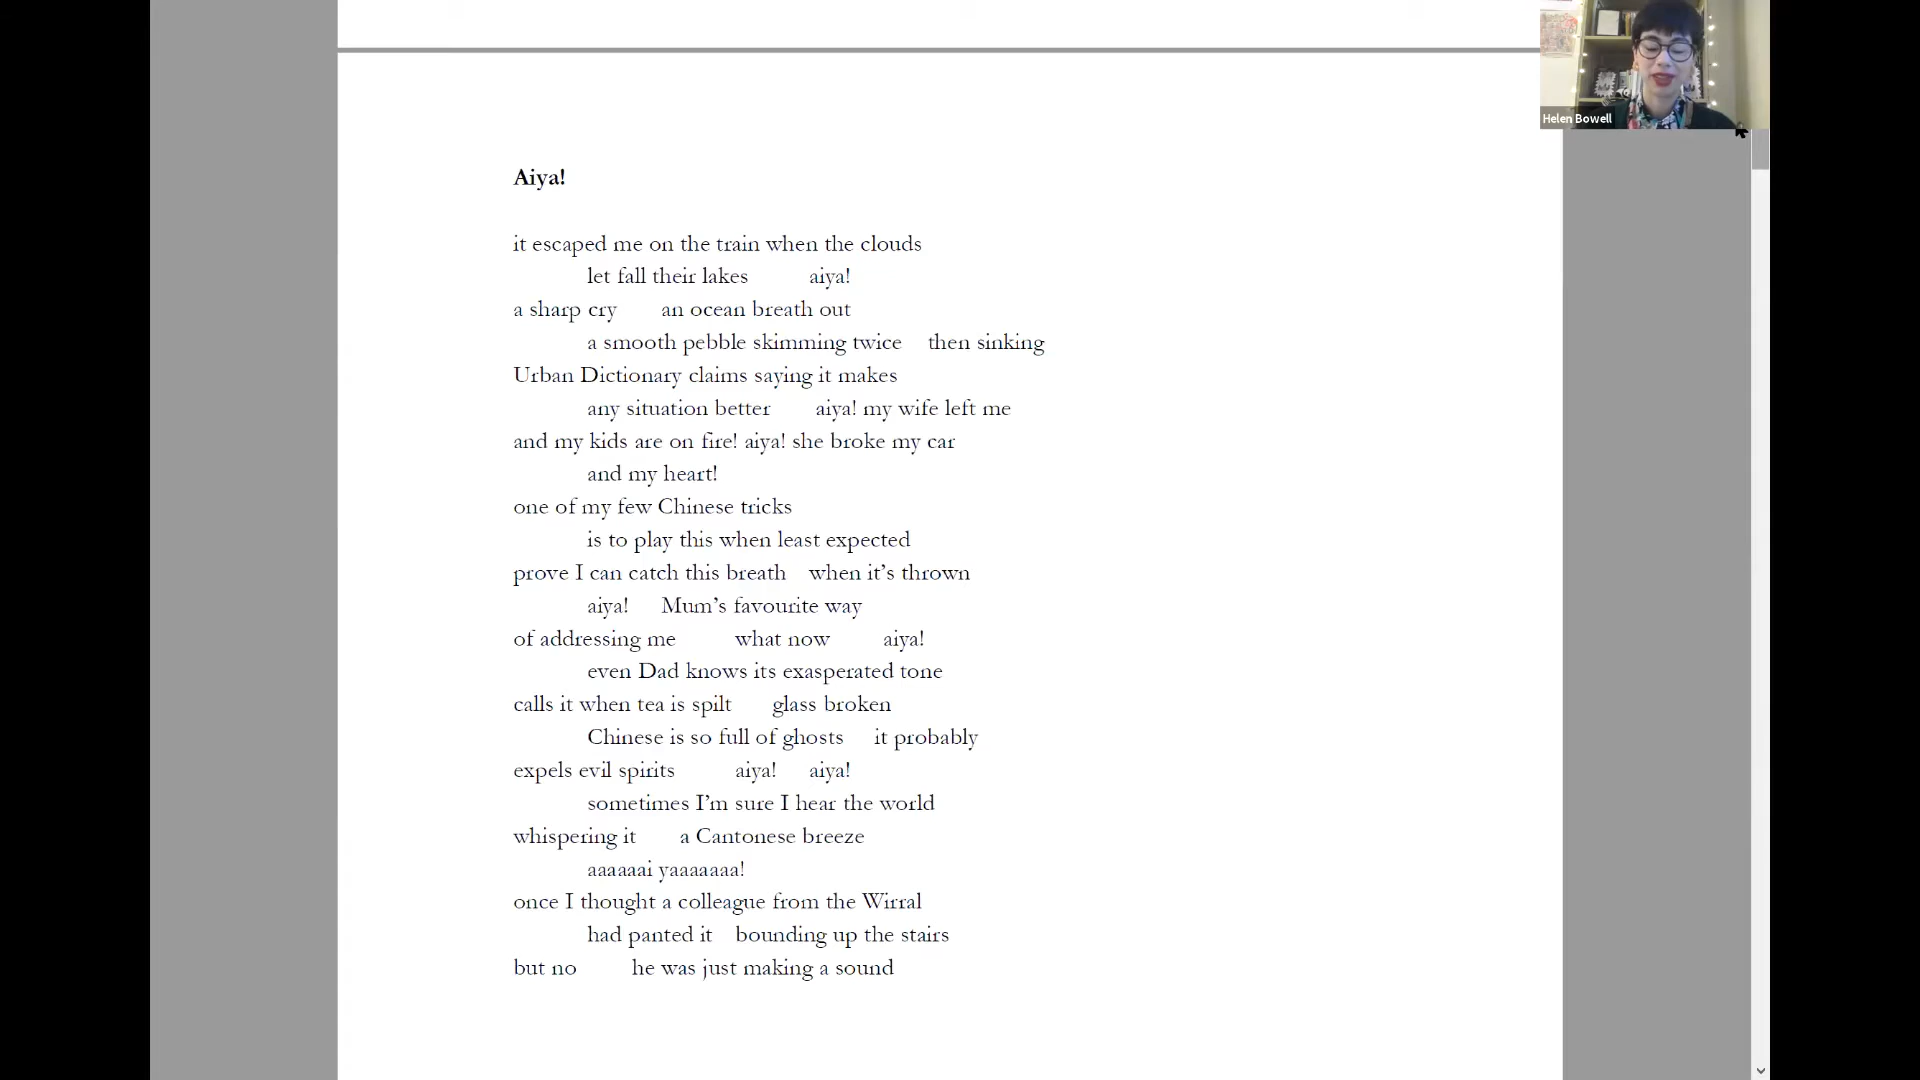 Helen Bowell
Aiya!
it escaped me on the train when the clouds
let fall their lakes aiya!
a sharp cry an ocean breath out
a smooth pebble skimming twice then sinking
Urban Dictionary claims saying it makes
any situation better aiya! my wife left me
and my kids are on fire! aiya! she broke my car
and my heart!
one of my few Chinese tricks
is to play this when least expected
prove I can catch this breath when it’s thrown
aiya! Mum’s favourite way
of addressing me what now aiya!
even Dad knows its exasperated tone
calls it when tea is spilt glass broken
Chinese is so full of ghosts it probably
expels evil spirits aiya! aiya!
sometimes I’m sure I hear the world
whispering it a Cantonese breeze
aaaaaai yaaaaaaa!
once I thought a colleague from the Wirral
had panted it bounding up the stairs
but no he was just making a sound